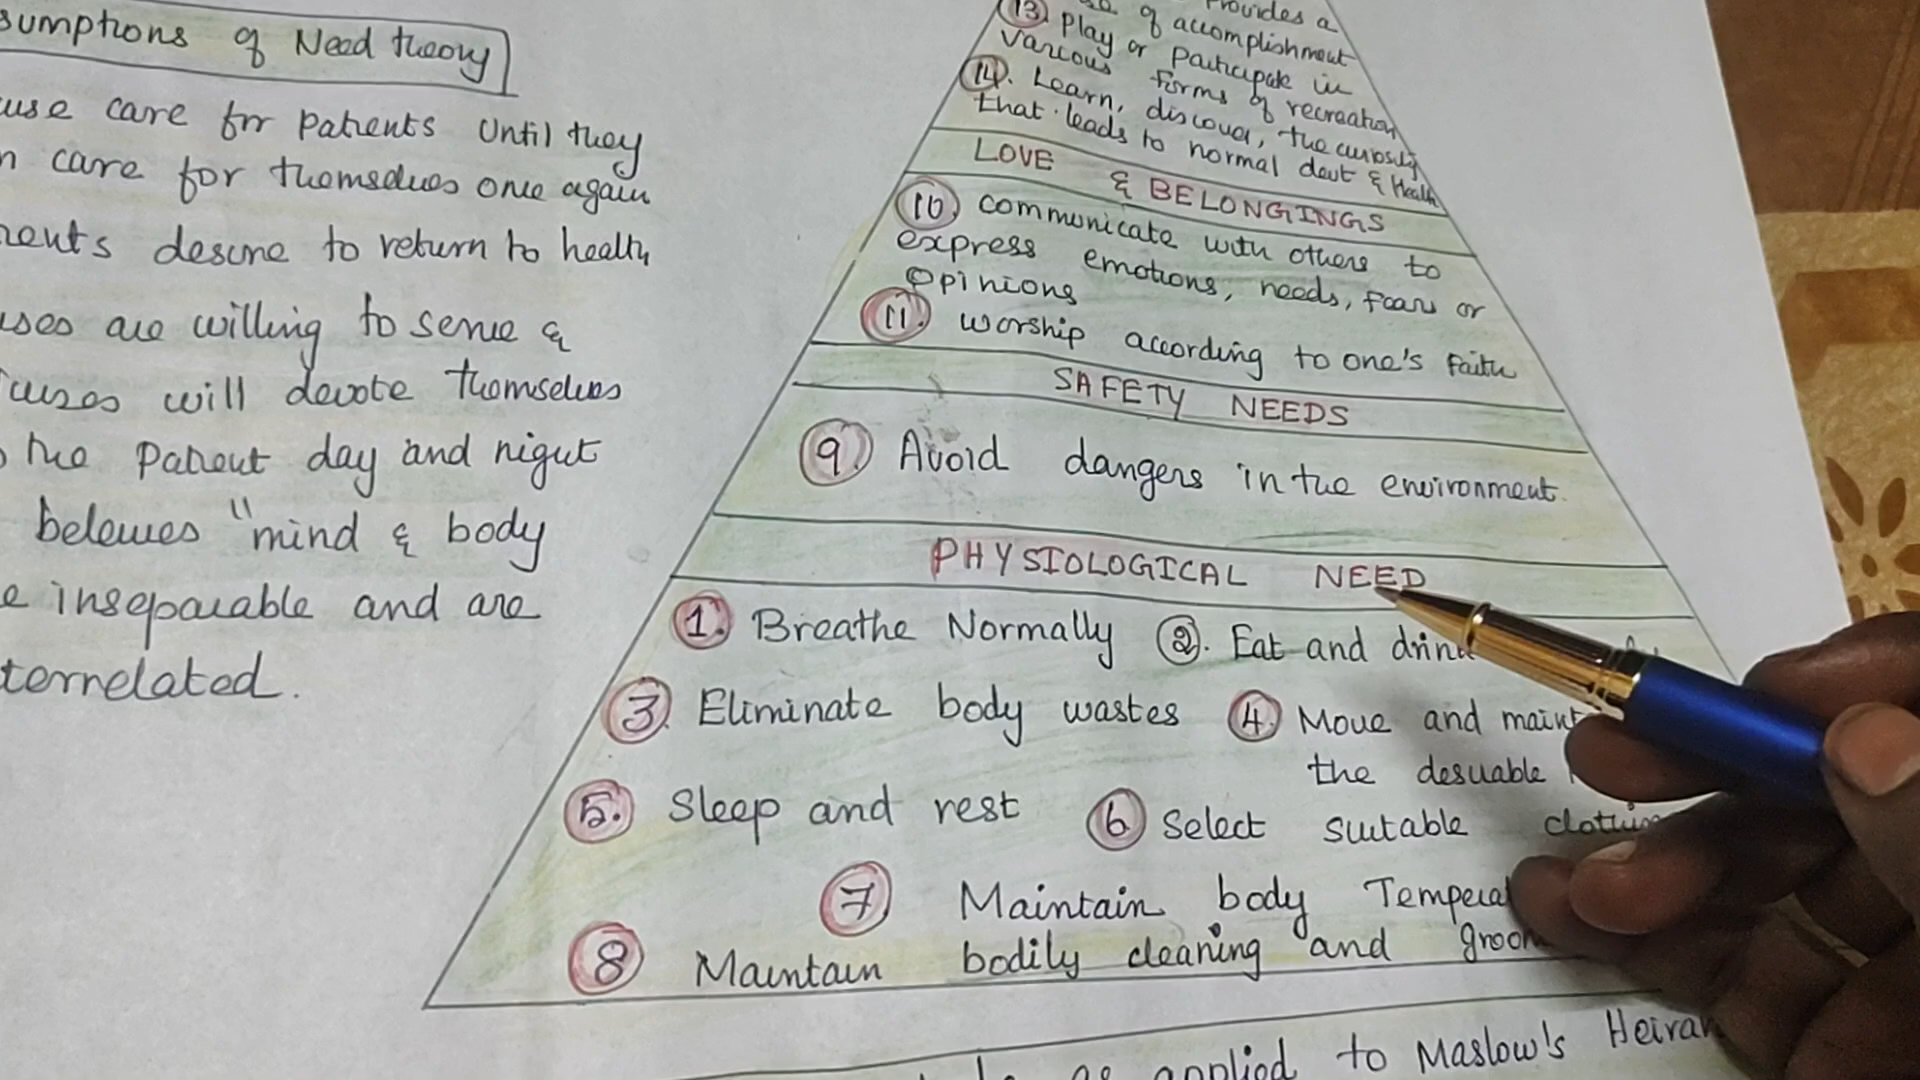 sumptions of Need theory
use care for patients until they
n care for themselves once again
rents desire to return to health
uses are willing to serve &
urses will devote themselves
o the patient day and night
believes "mind & body
e inseparable and are
terrelated.
Provides a
of accomplishment
13. Play or Participate in
various forms of recreation
14. Learn, discover, the curiosity
that leads to normal devt & Health
LOVE & BELONGINGS
10. communicate with others to
express emotions, needs, fears or
opinions
11. worship according to one's faith
SAFETY NEEDS
9. Avoid dangers in the environment.
PHYSIOLOGICAL NEED
1. Breathe Normally 2. Eat and drin
3. Eliminate body wastes 4. Move and maint
the desirable
5. Sleep and rest 6 Select suitable clothin
7 Maintain body Tempera
8 Maintain bodily cleaning and groom
as applied to Maslow's Heirar